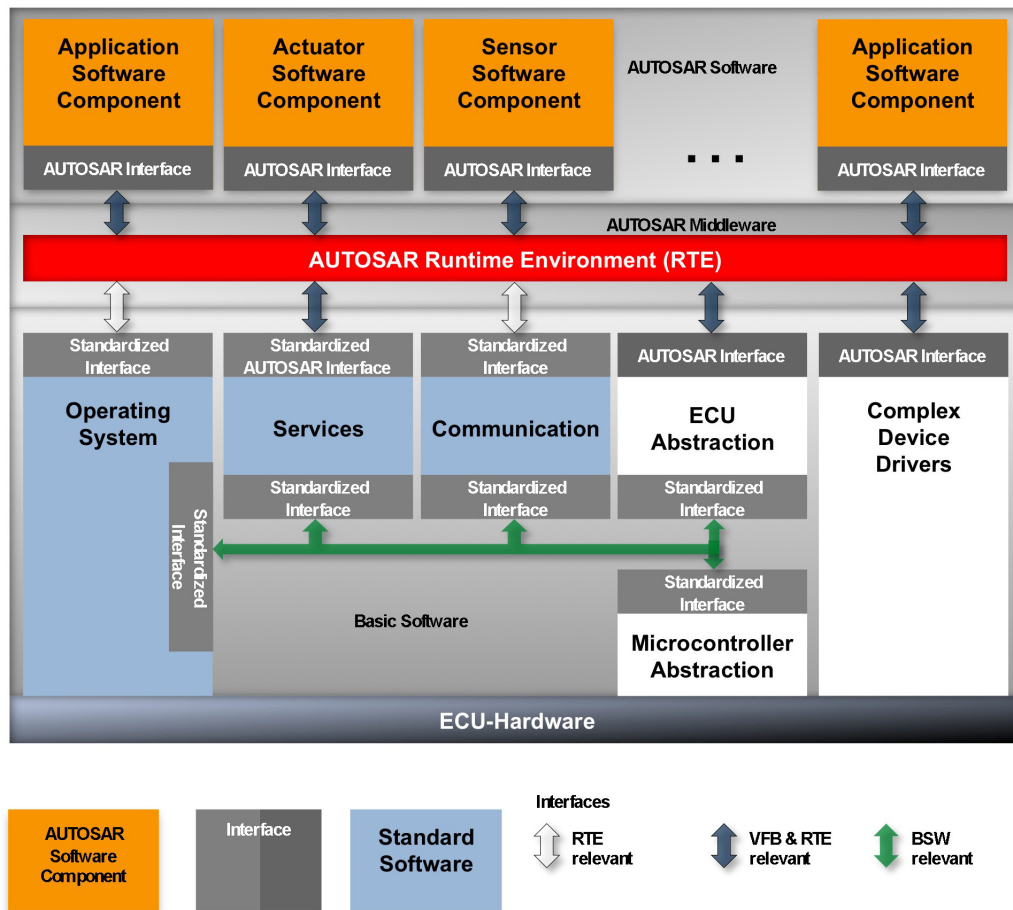 Application
Software
Component
AUTOSAR Interface
Actuator
Software
Component
AUTOSAR Interface
Sensor
Software
Component
AUTOSAR Interface
AUTOSAR Software
. . .
Application
Software
Component
AUTOSAR Interface
AUTOSAR Middleware
AUTOSAR Runtime Environment (RTE)
Standardized
Interface
Operating
System
Standardized
Interface
Standardized
AUTOSAR Interface
Services
Standardized
Interface
Standardized
Interface
Communication
Standardized
Interface
AUTOSAR Interface
ECU
Abstraction
Standardized
Interface
Standardized
Interface
Microcontroller
Abstraction
AUTOSAR Interface
Complex
Device
Drivers
Basic Software
ECU-Hardware
AUTOSAR
Software
Component
Interface
Standard
Software
Interfaces
RTE
relevant
VFB & RTE
relevant
BSW
relevant